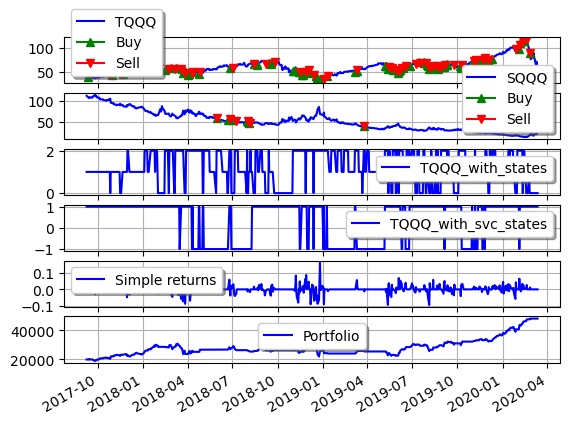 TQQQ
Buy
Sell
100
50
SQQQ
Buy
Sell
100
50
2
TQQQ_with_states
0
1
TQQQ_with_svc_states
0
−1
0.1
Simple returns
0.0
−0.1
40000
Portfolio
20000
2017-10
2018-01
2018-04
2018-07
2018-10
2019-01
2019-04
2019-07
2019-10
2020-01
2020-04